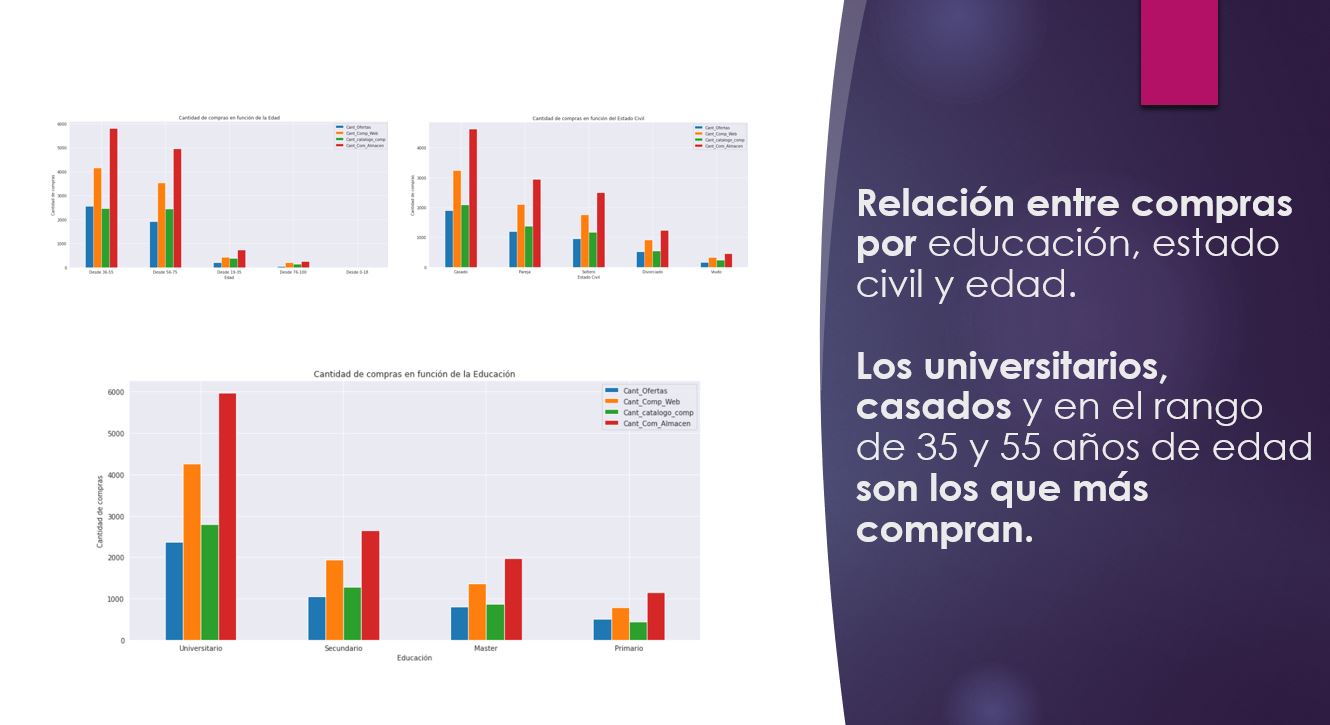 Cantidad de compras en función de la Edad
6000
5000
4000
3000
2000
1000
0
Cantidad de compras
Cant_Ofertas
Cant_Comp_Web
Cant_catalogo_comp
Cant_Com_Almacen
Desde 36-55
Desde 56-75
Desde 19-35
Desde 76-100
Desde 0-18
Edad
Cantidad de compras en función del Estado Civil
4000
3000
2000
1000
0
Cantidad de compras
Cant_Ofertas
Cant_Comp_Web
Cant_catalogo_comp
Cant_Com_Almacen
Casado
Pareja
Soltero
Divorciado
Viudo
Estado Civil
Cantidad de compras en función de la Educación
6000
5000
4000
3000
2000
1000
0
Cantidad de compras
Cant_Ofertas
Cant_Comp_Web
Cant_catalogo_comp
Cant_Com_Almacen
Universitario
Secundario
Master
Primario
Educación
Relación entre compras
por educación, estado
civil y edad.
Los universitarios,
casados y en el rango
de 35 y 55 años de edad
son los que más
compran.